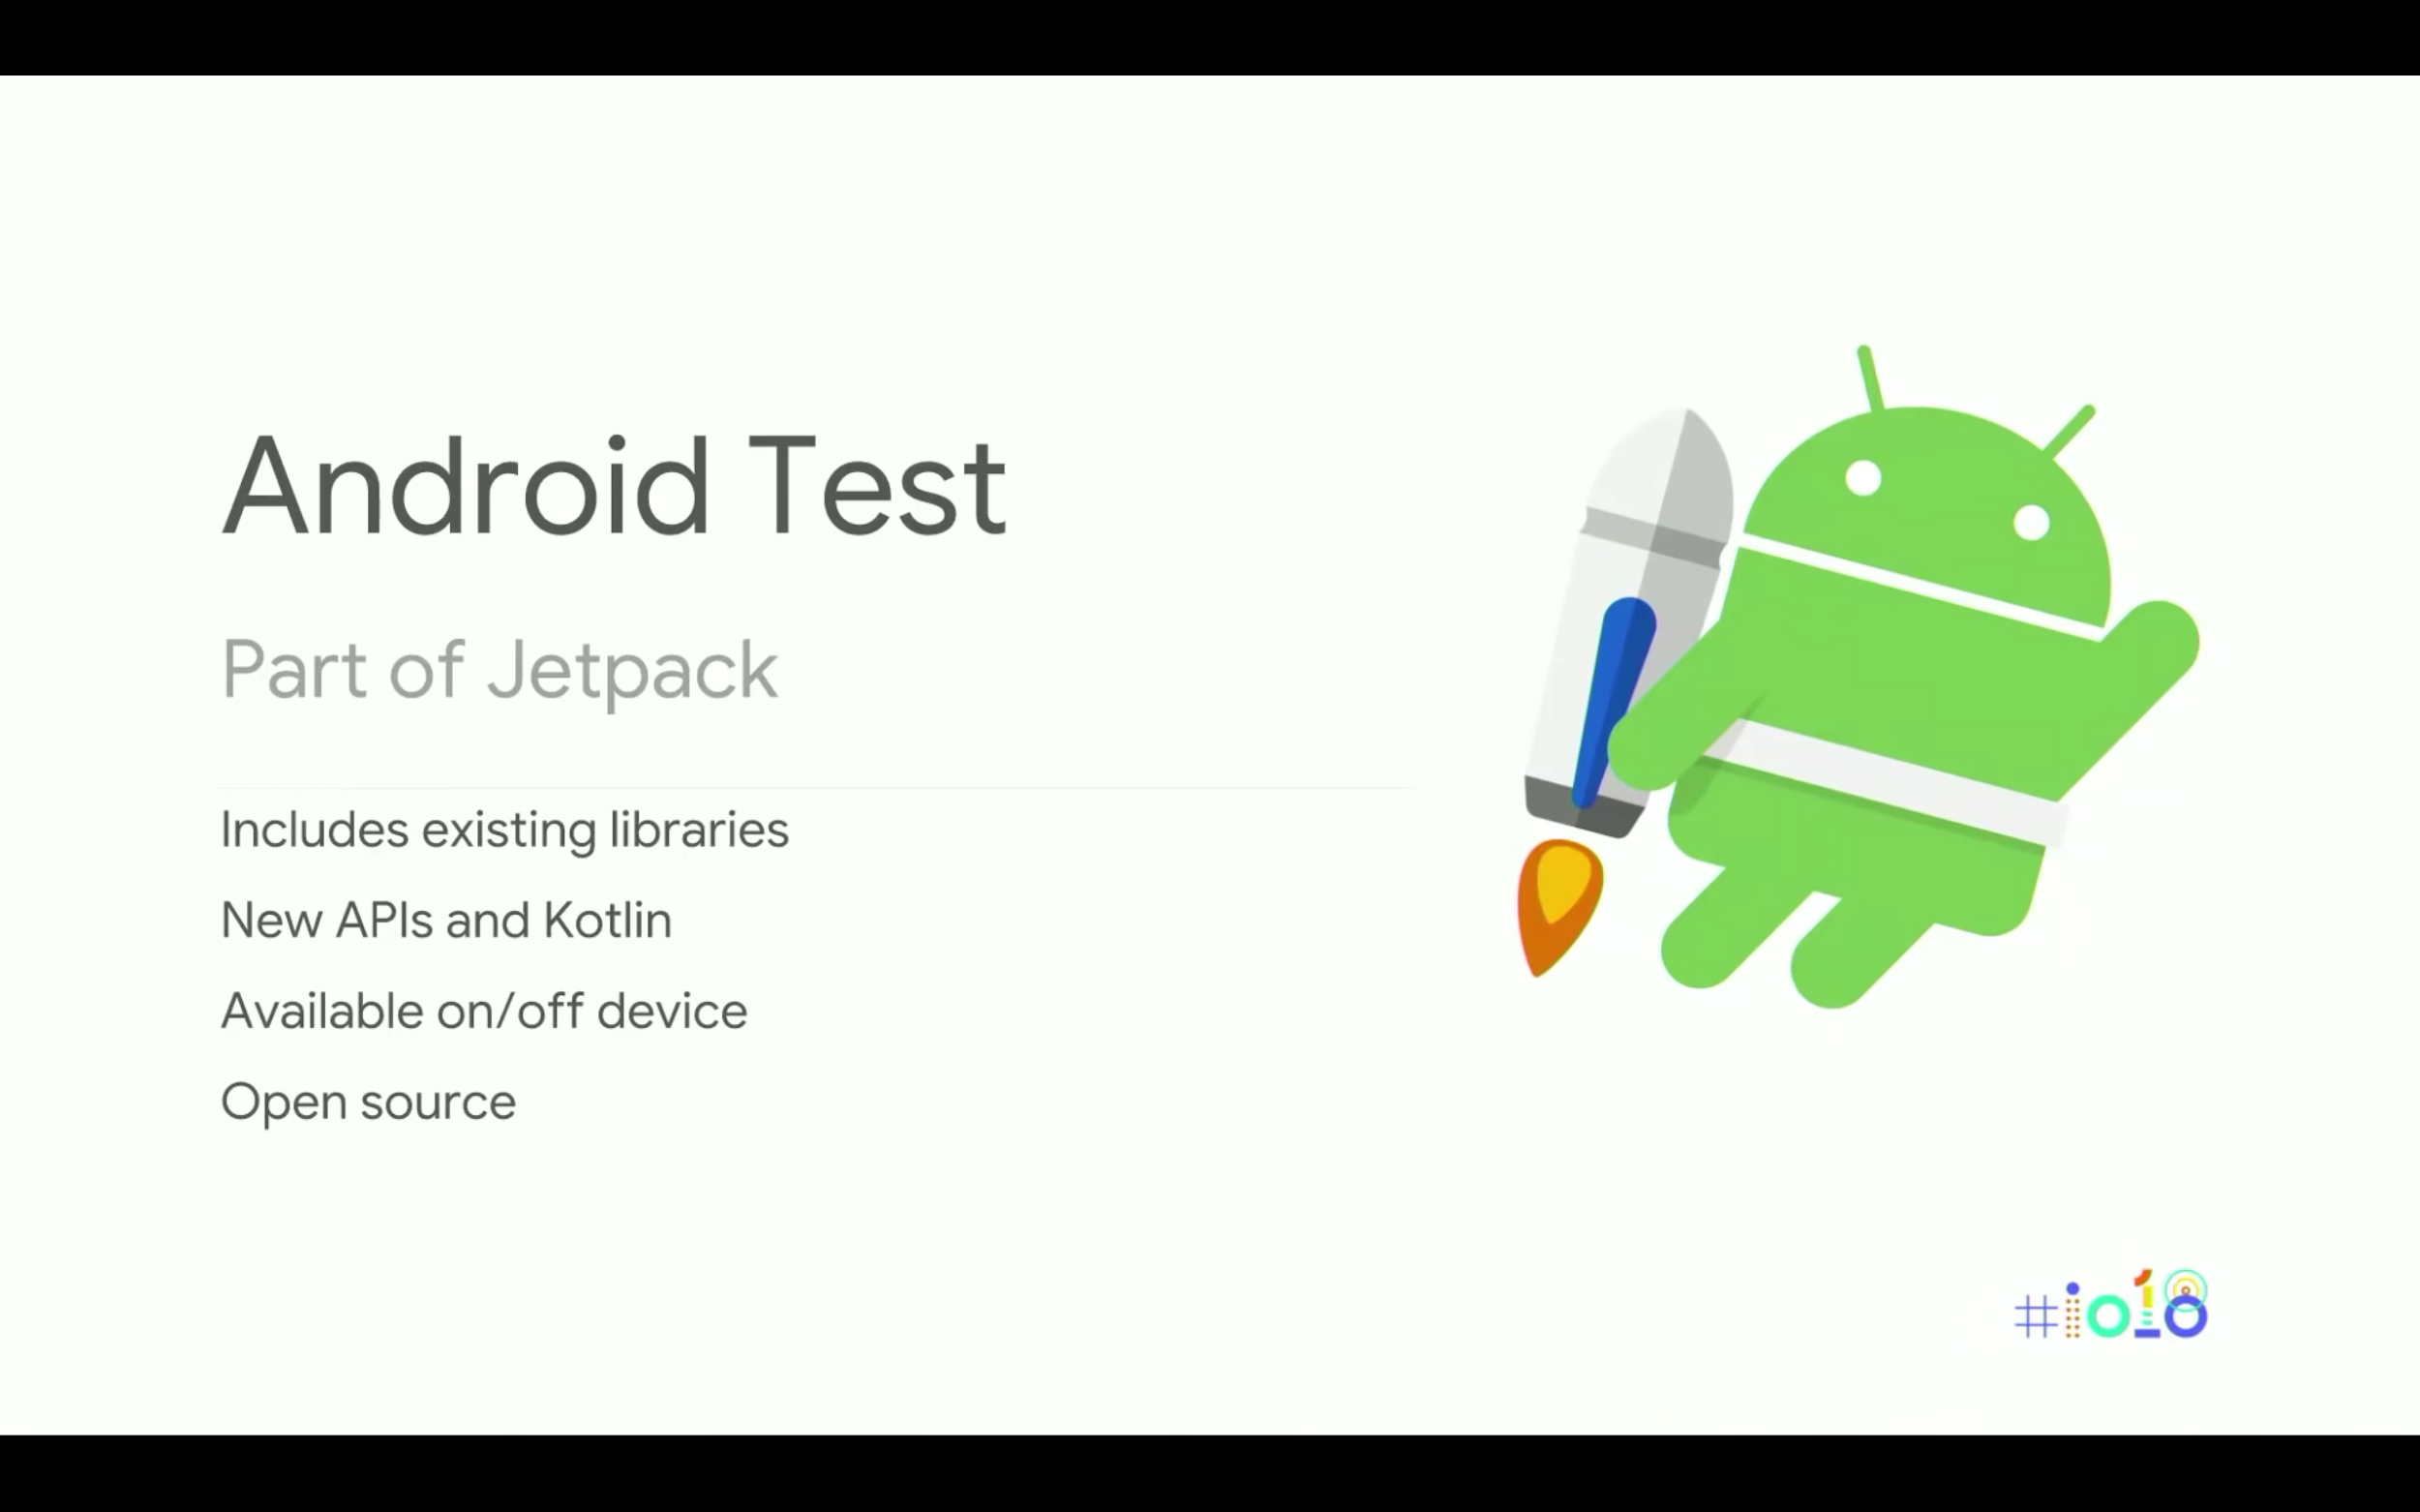 Android Test
Part of Jetpack
Includes existing libraries
New APIs and Kotlin
Available on/off device
Open source
#io18